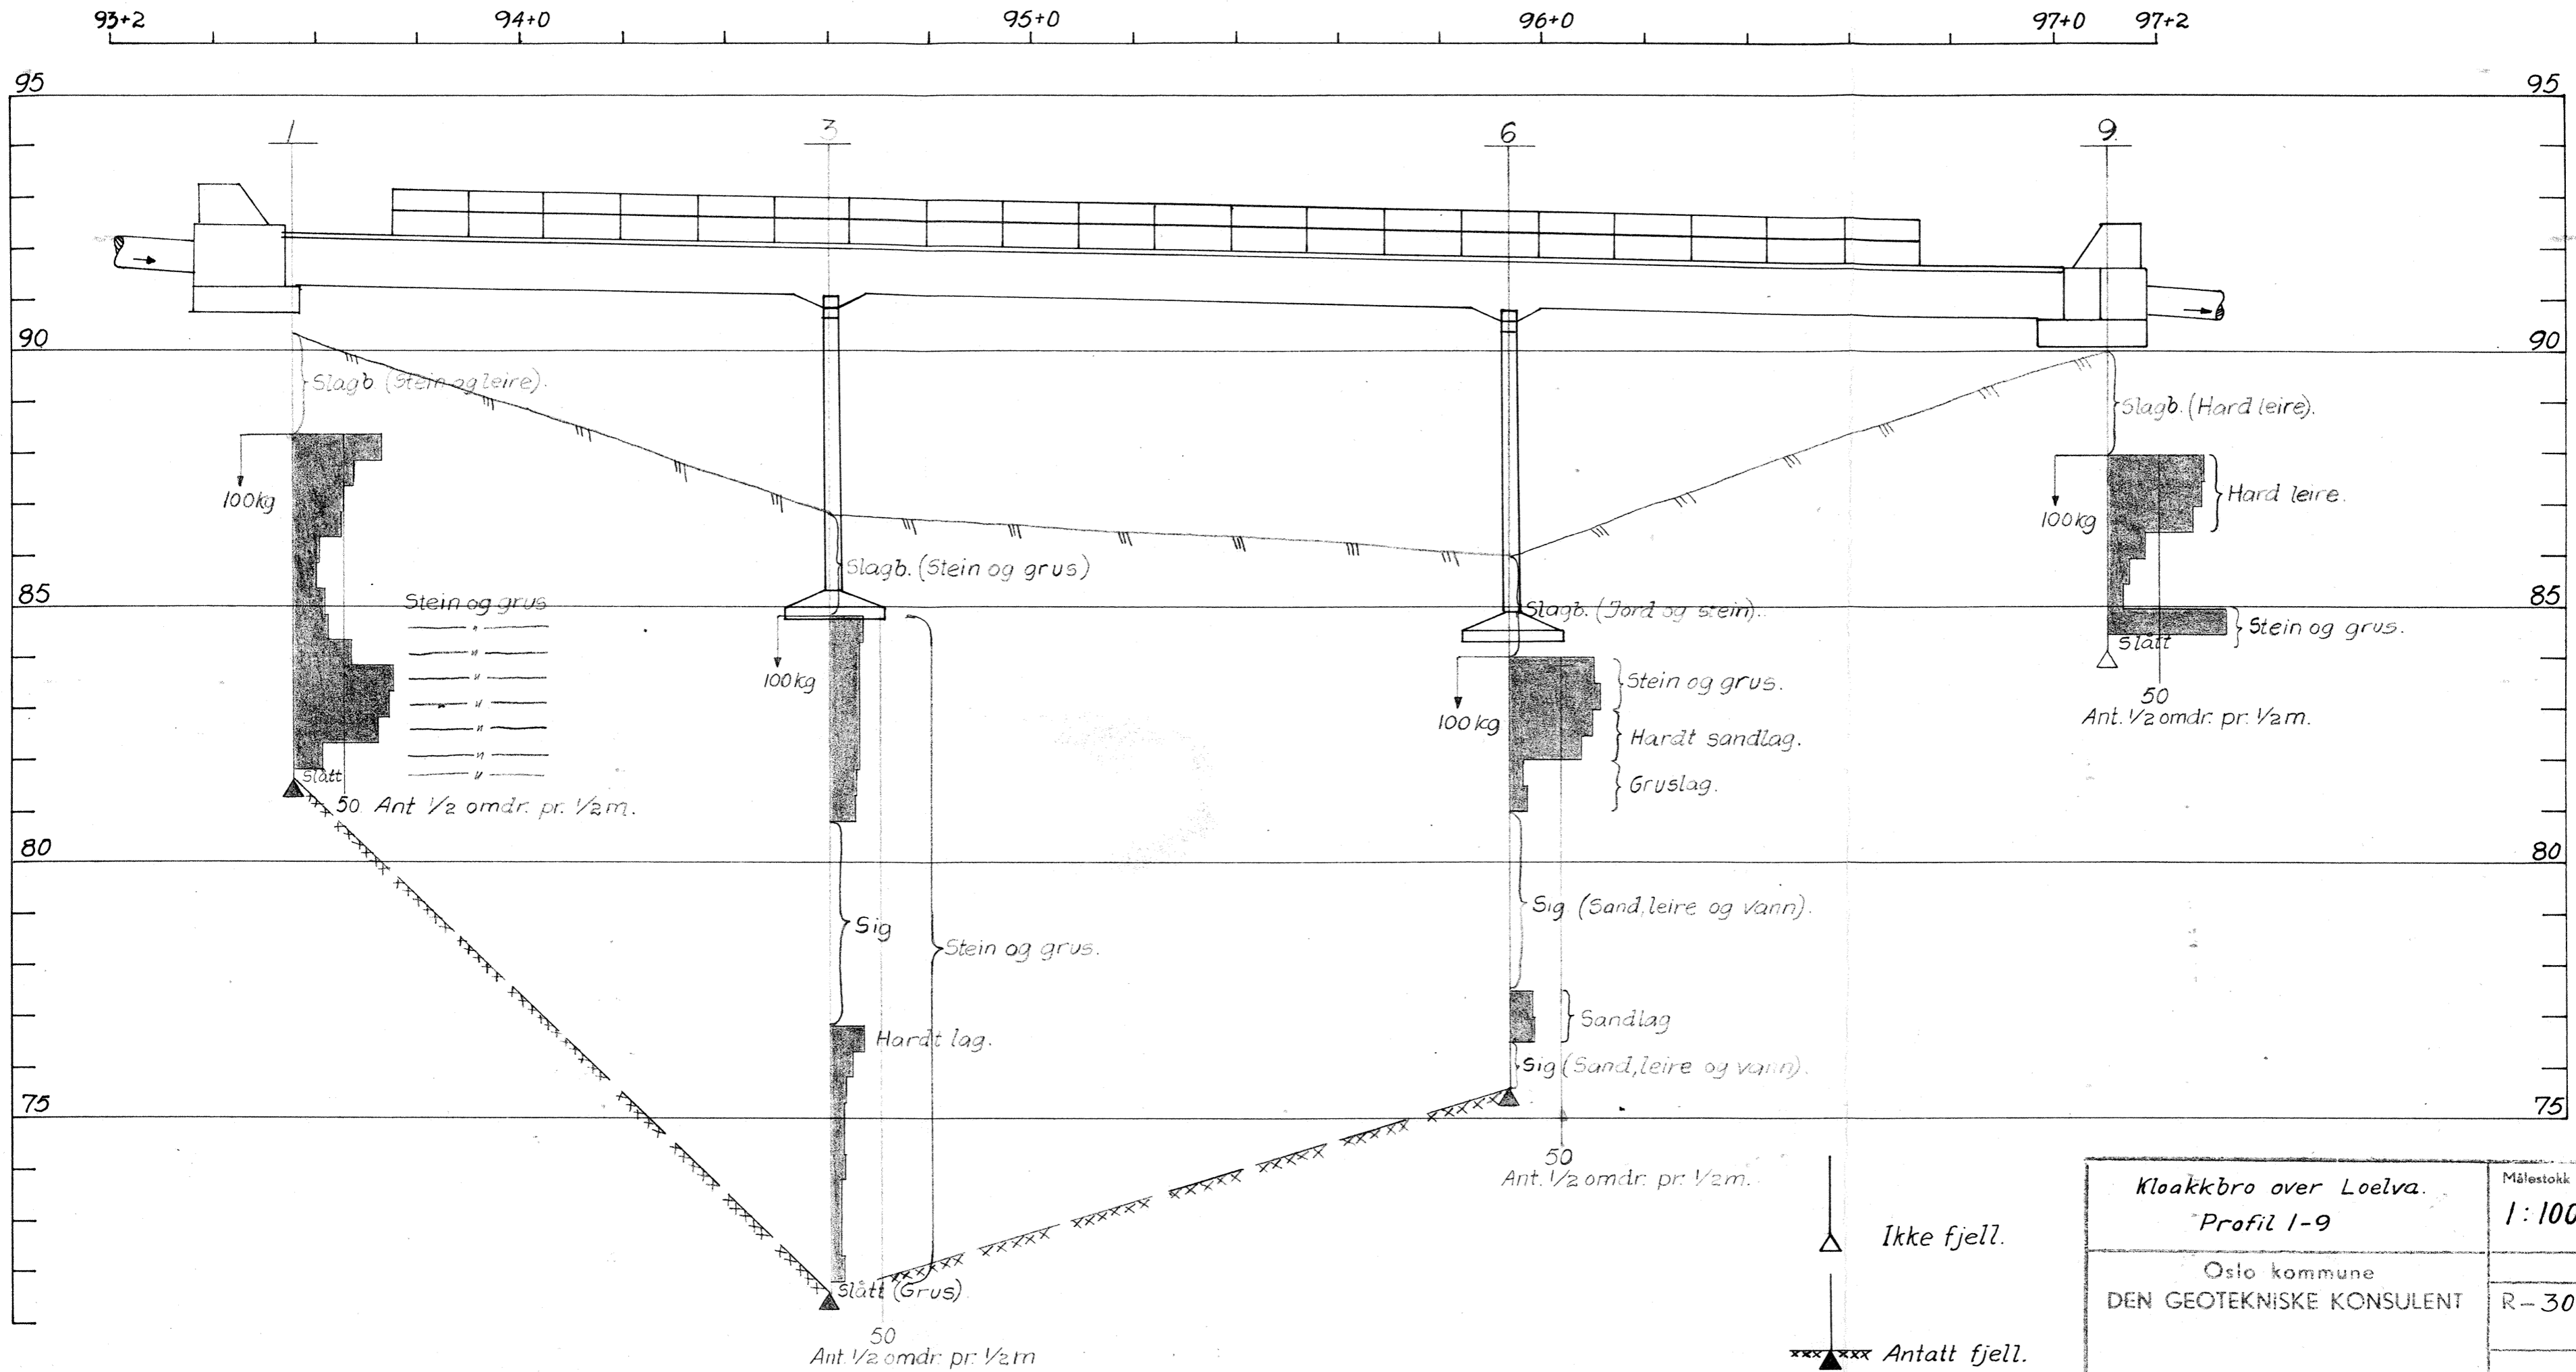 93+2 94+0 95+0 96+0 97+0 97+2
95 95
1 3 6 9
90 90
Slagb (Stein og leire).
Slagb. (Hard leire).
100kg
Hard leire.
100kg
Slagb. (Stein og grus)
Stein og grus
85 85
Slagb. (Jord og stein).
— " —
— " —
— " —
— " —
— " —
— " —
— " —
Stein og grus.
Slått
100kg
Stein og grus.
50
Ant. 1/2 omdr. pr. 1/2 m.
100kg
Hardt sandlag.
Slått
Gruslag.
50 Ant 1/2 omdr. pr. 1/2 m.
80 80
Sig (Sand, leire og vann).
Sig
Stein og grus.
Sandlag
Hardt lag.
Sig (Sand, leire og vann).
75 75
50
Ant. 1/2 omdr. pr. 1/2 m.
Ikke fjell.
Slått (Grus)
50
Ant. 1/2 omdr. pr. 1/2 m
Antatt fjell.
Kloakkbro over Loelva.
Profil 1-9
Målestokk
1:100
Oslo kommune
DEN GEOTEKNISKE KONSULENT
R-30